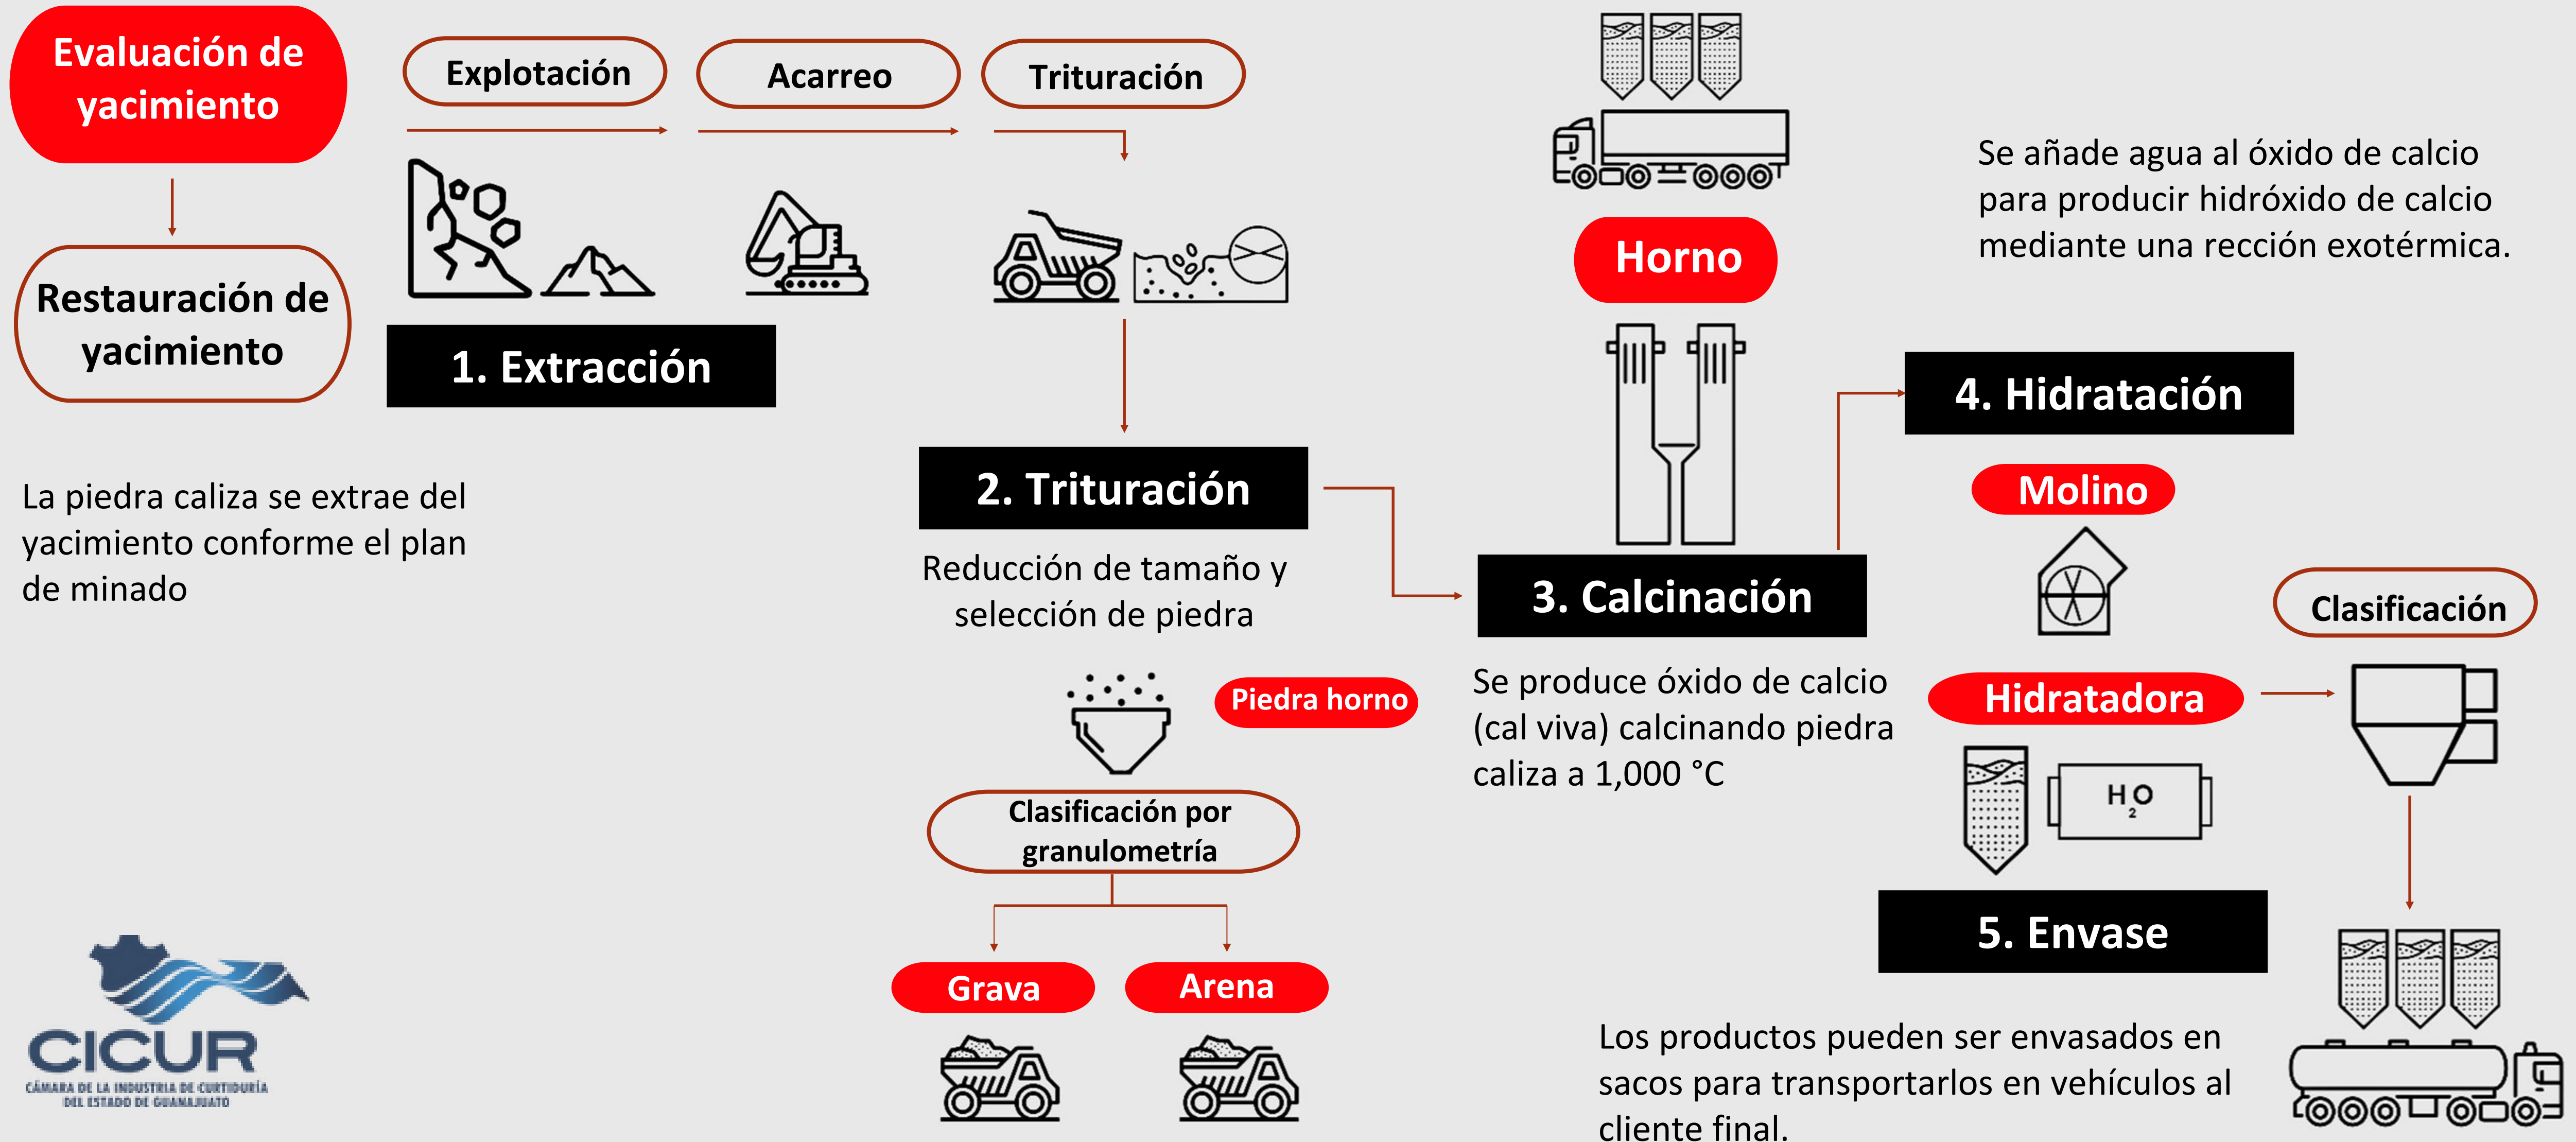 Evaluación de
yacimiento
Restauración de
yacimiento
Explotación
Acarreo
Trituración
1. Extracción
La piedra caliza se extrae del
yacimiento conforme el plan
de minado
2. Trituración
Reducción de tamaño y
selección de piedra
Piedra horno
Clasificación por
granulometría
Grava
Arena
Horno
3. Calcinación
Se produce óxido de calcio
(cal viva) calcinando piedra
caliza a 1,000 °C
Se añade agua al óxido de calcio
para producir hidróxido de calcio
mediante una rección exotérmica.
4. Hidratación
Molino
Hidratadora
H2O
Clasificación
5. Envase
Los productos pueden ser envasados en
sacos para transportarlos en vehículos al
cliente final.
CICUR
CÁMARA DE LA INDUSTRIA DE CURTIDURÍA
DEL ESTADO DE GUANAJUATO